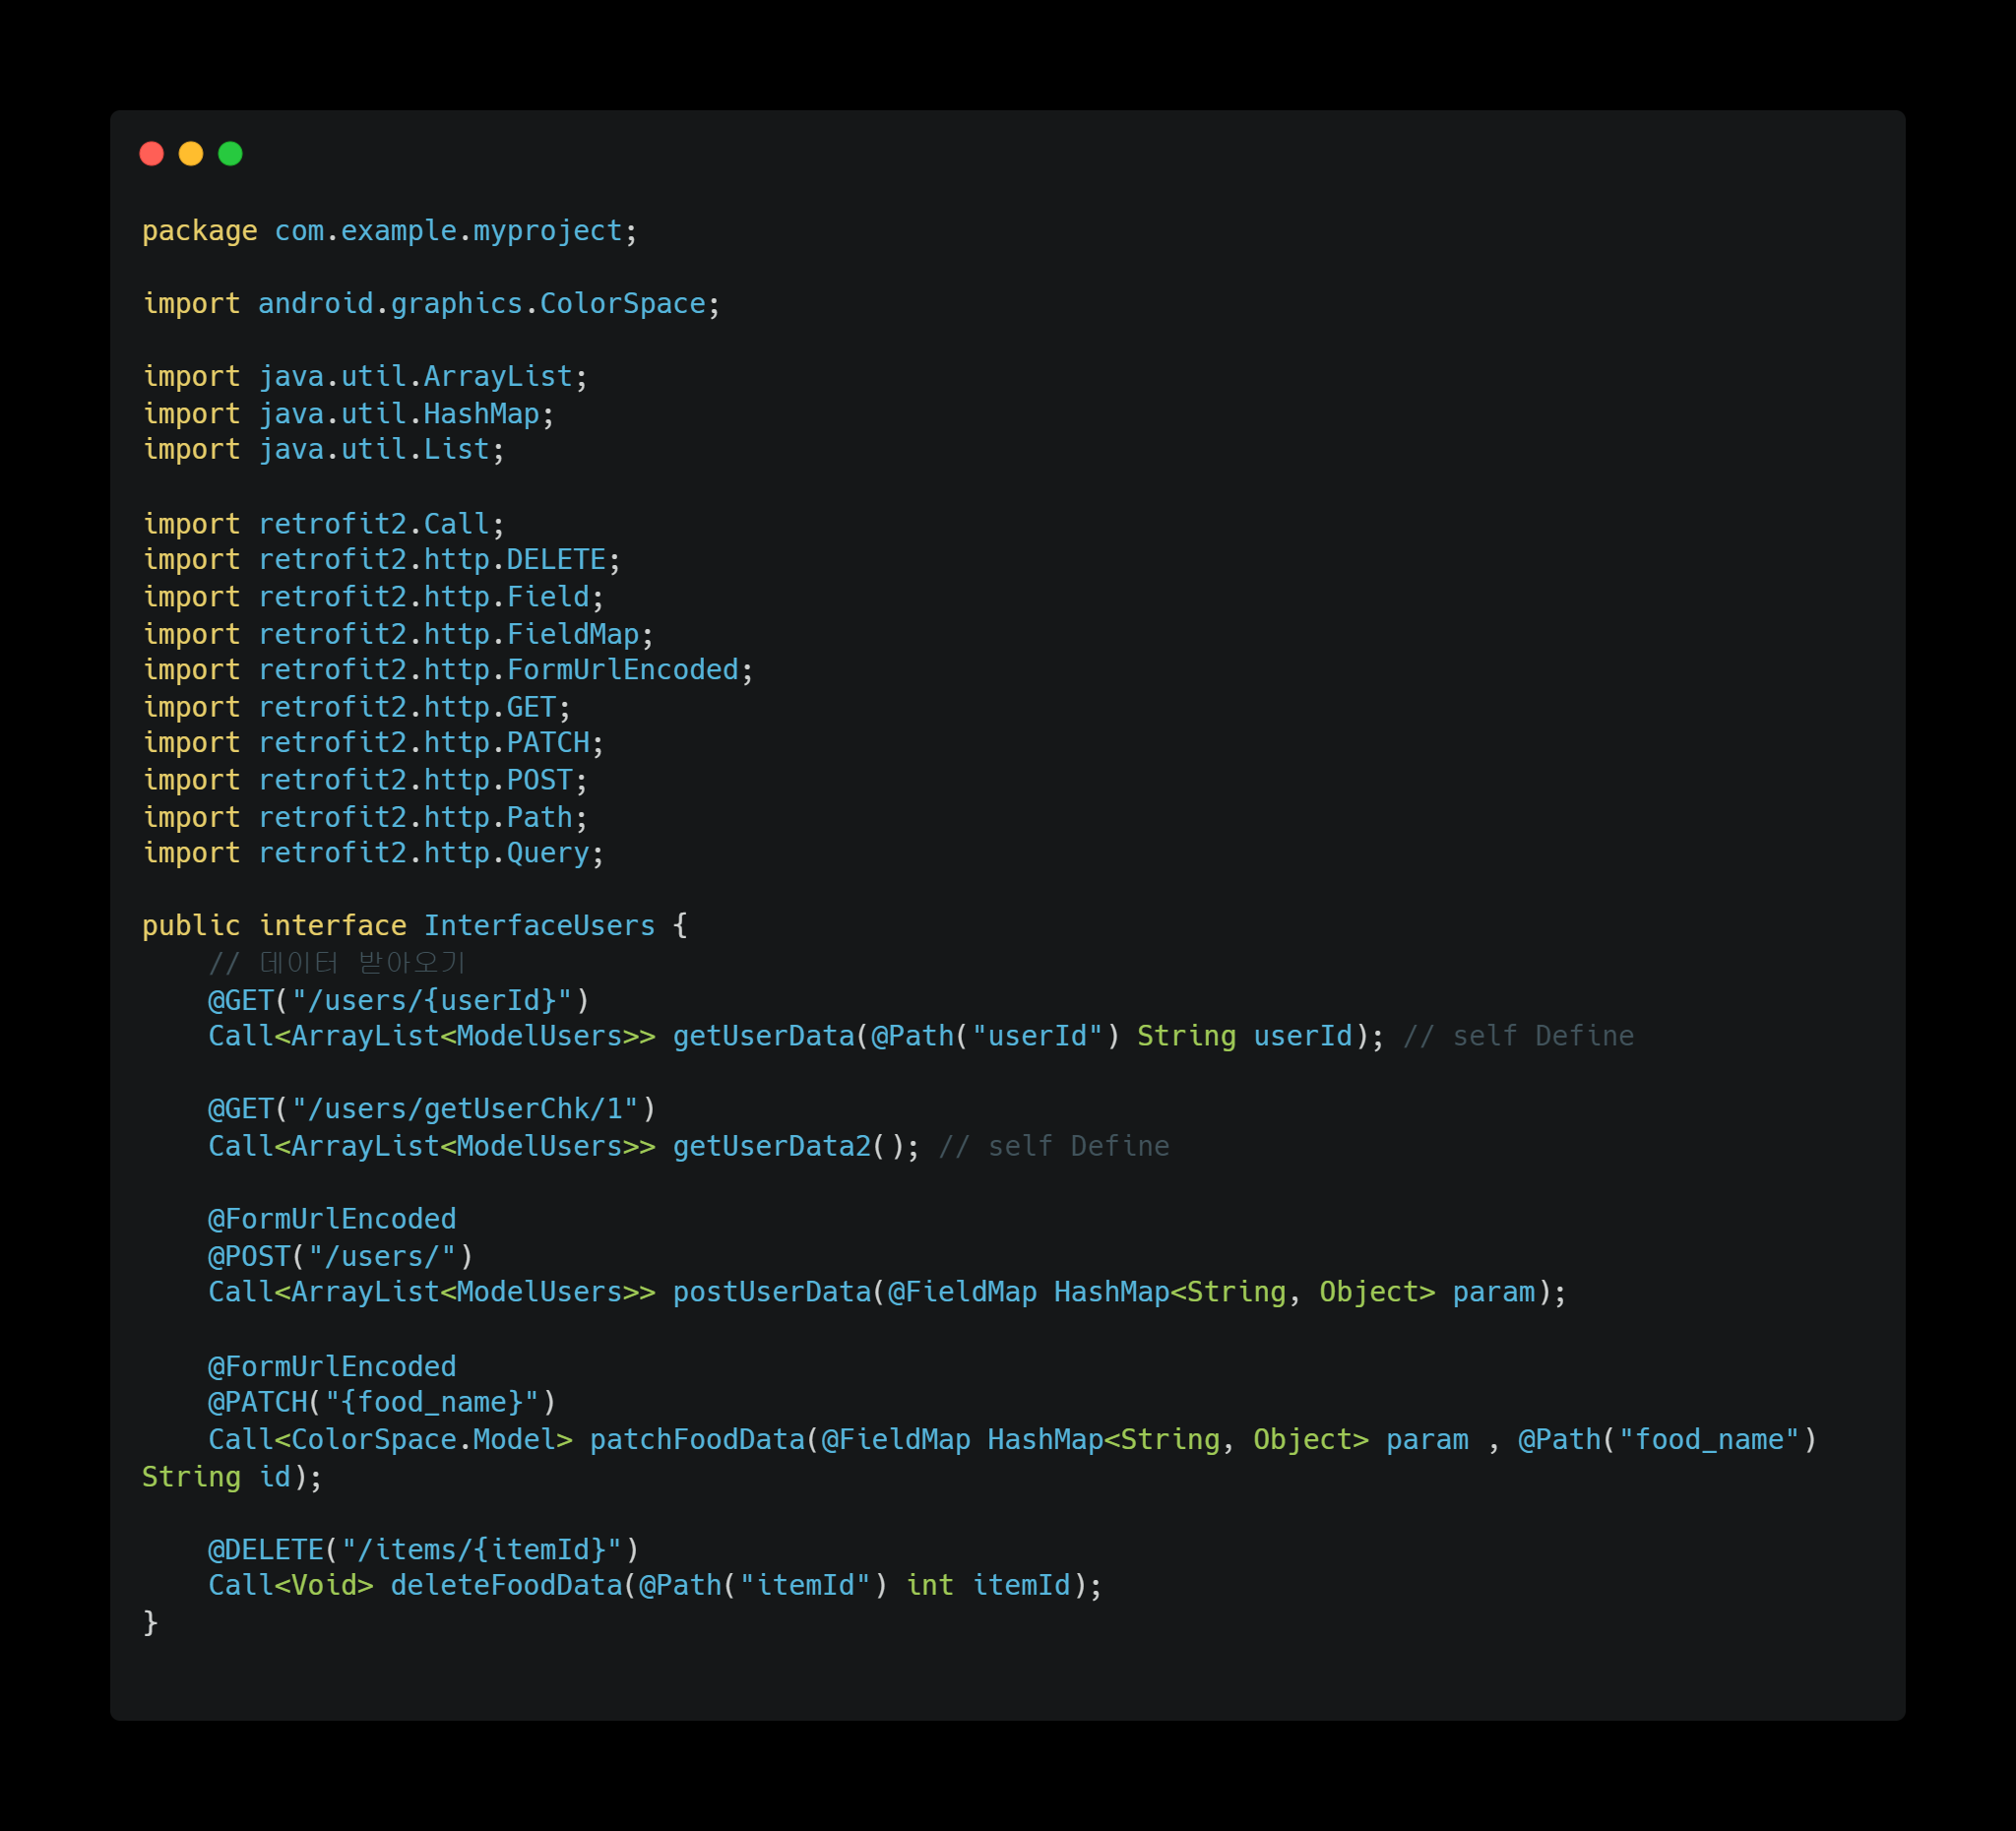 package com.example.myproject;
import android.graphics.ColorSpace;
import java.util.ArrayList;
import java.util.HashMap;
import java.util.List;
import retrofit2.Call;
import retrofit2.http.DELETE;
import retrofit2.http.Field;
import retrofit2.http.FieldMap;
import retrofit2.http.FormUrlEncoded;
import retrofit2.http.GET;
import retrofit2.http.PATCH;
import retrofit2.http.POST;
import retrofit2.http.Path;
import retrofit2.http.Query;
public interface InterfaceUsers {
    // 데이터 받아오기
    @GET("/users/{userId}")
    Call<ArrayList<ModelUsers>> getUserData(@Path("userId") String userId); // self Define
    @GET("/users/getUserChk/1")
    Call<ArrayList<ModelUsers>> getUserData2(); // self Define
    @FormUrlEncoded
    @POST("/users/")
    Call<ArrayList<ModelUsers>> postUserData(@FieldMap HashMap<String, Object> param);
    @FormUrlEncoded
    @PATCH("{food_name}")
    Call<ColorSpace.Model> patchFoodData(@FieldMap HashMap<String, Object> param , @Path("food_name")
String id);
    @DELETE("/items/{itemId}")
    Call<Void> deleteFoodData(@Path("itemId") int itemId);
}